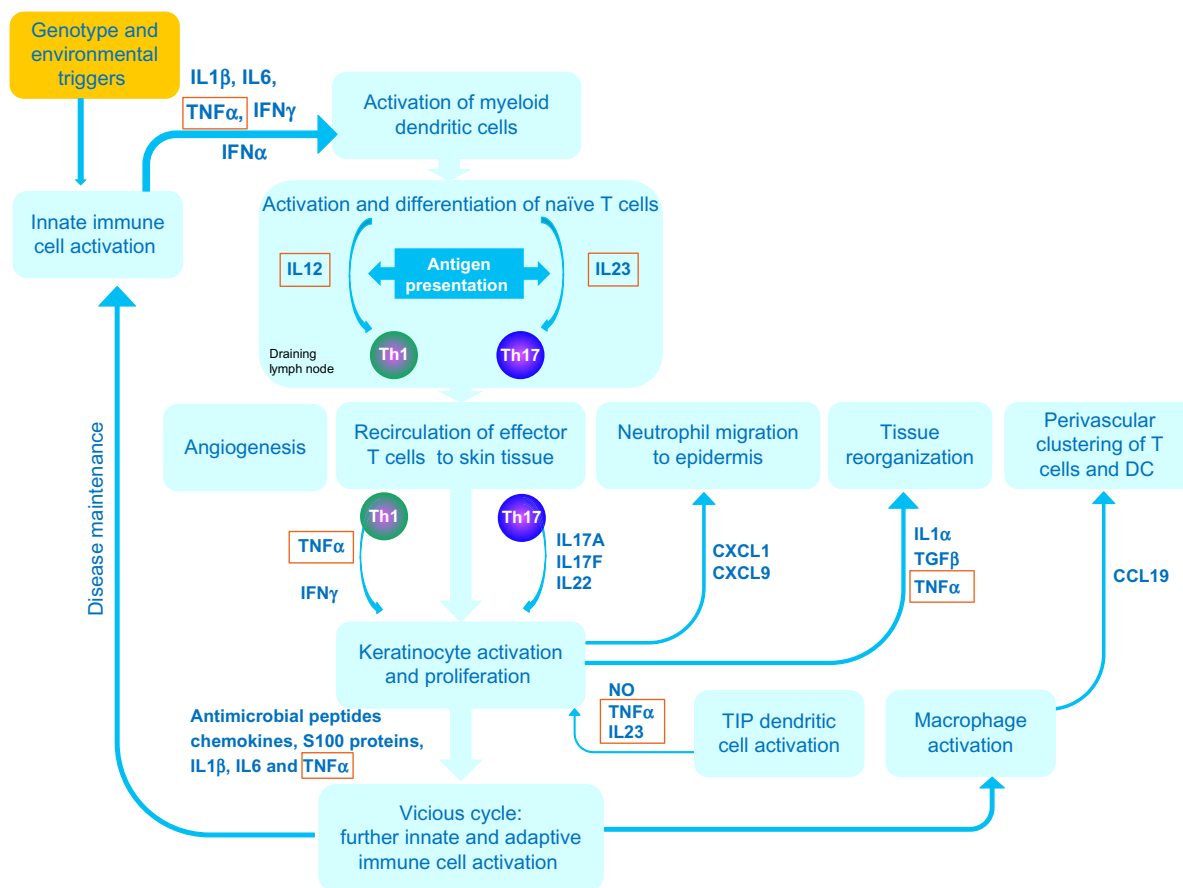 Genotype and
environmental
triggers
IL1β, IL6,
TNFα, IFNγ
IFNα
Activation of myeloid
dendritic cells
Innate immune
cell activation
Activation and differentiation of naïve T cells
IL12
Antigen
presentation
IL23
Th1
Th17
Draining
lymph node
Disease maintenance
Angiogenesis
Recirculation of effector
T cells to skin tissue
Neutrophil migration
to epidermis
Tissue
reorganization
Perivascular
clustering of T
cells and DC
Th1
Th17
TNFα
IFNγ
IL17A
IL17F
IL22
CXCL1
CXCL9
IL1α
TGFβ
TNFα
CCL19
Keratinocyte activation
and proliferation
NO
TNFα
IL23
TIP dendritic
cell activation
Macrophage
activation
Antimicrobial peptides
chemokines, S100 proteins,
IL1β, IL6 and TNFα
Vicious cycle:
further innate and adaptive
immune cell activation